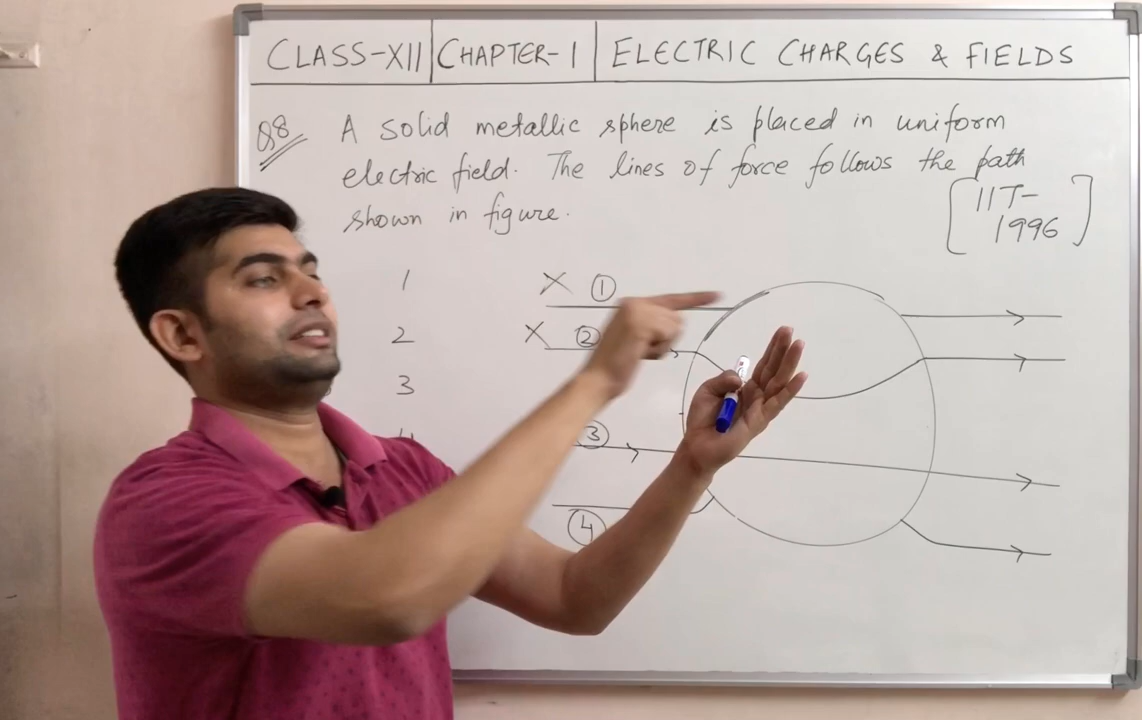 CLASS-XII CHAPTER-1 ELECTRIC CHARGES & FIELDS
Q8 A solid metallic sphere is placed in uniform
electric field. The lines of force follows the path
shown in figure.
[IIT-
1996]
1
2
3
4
X ①
X ②
③
④